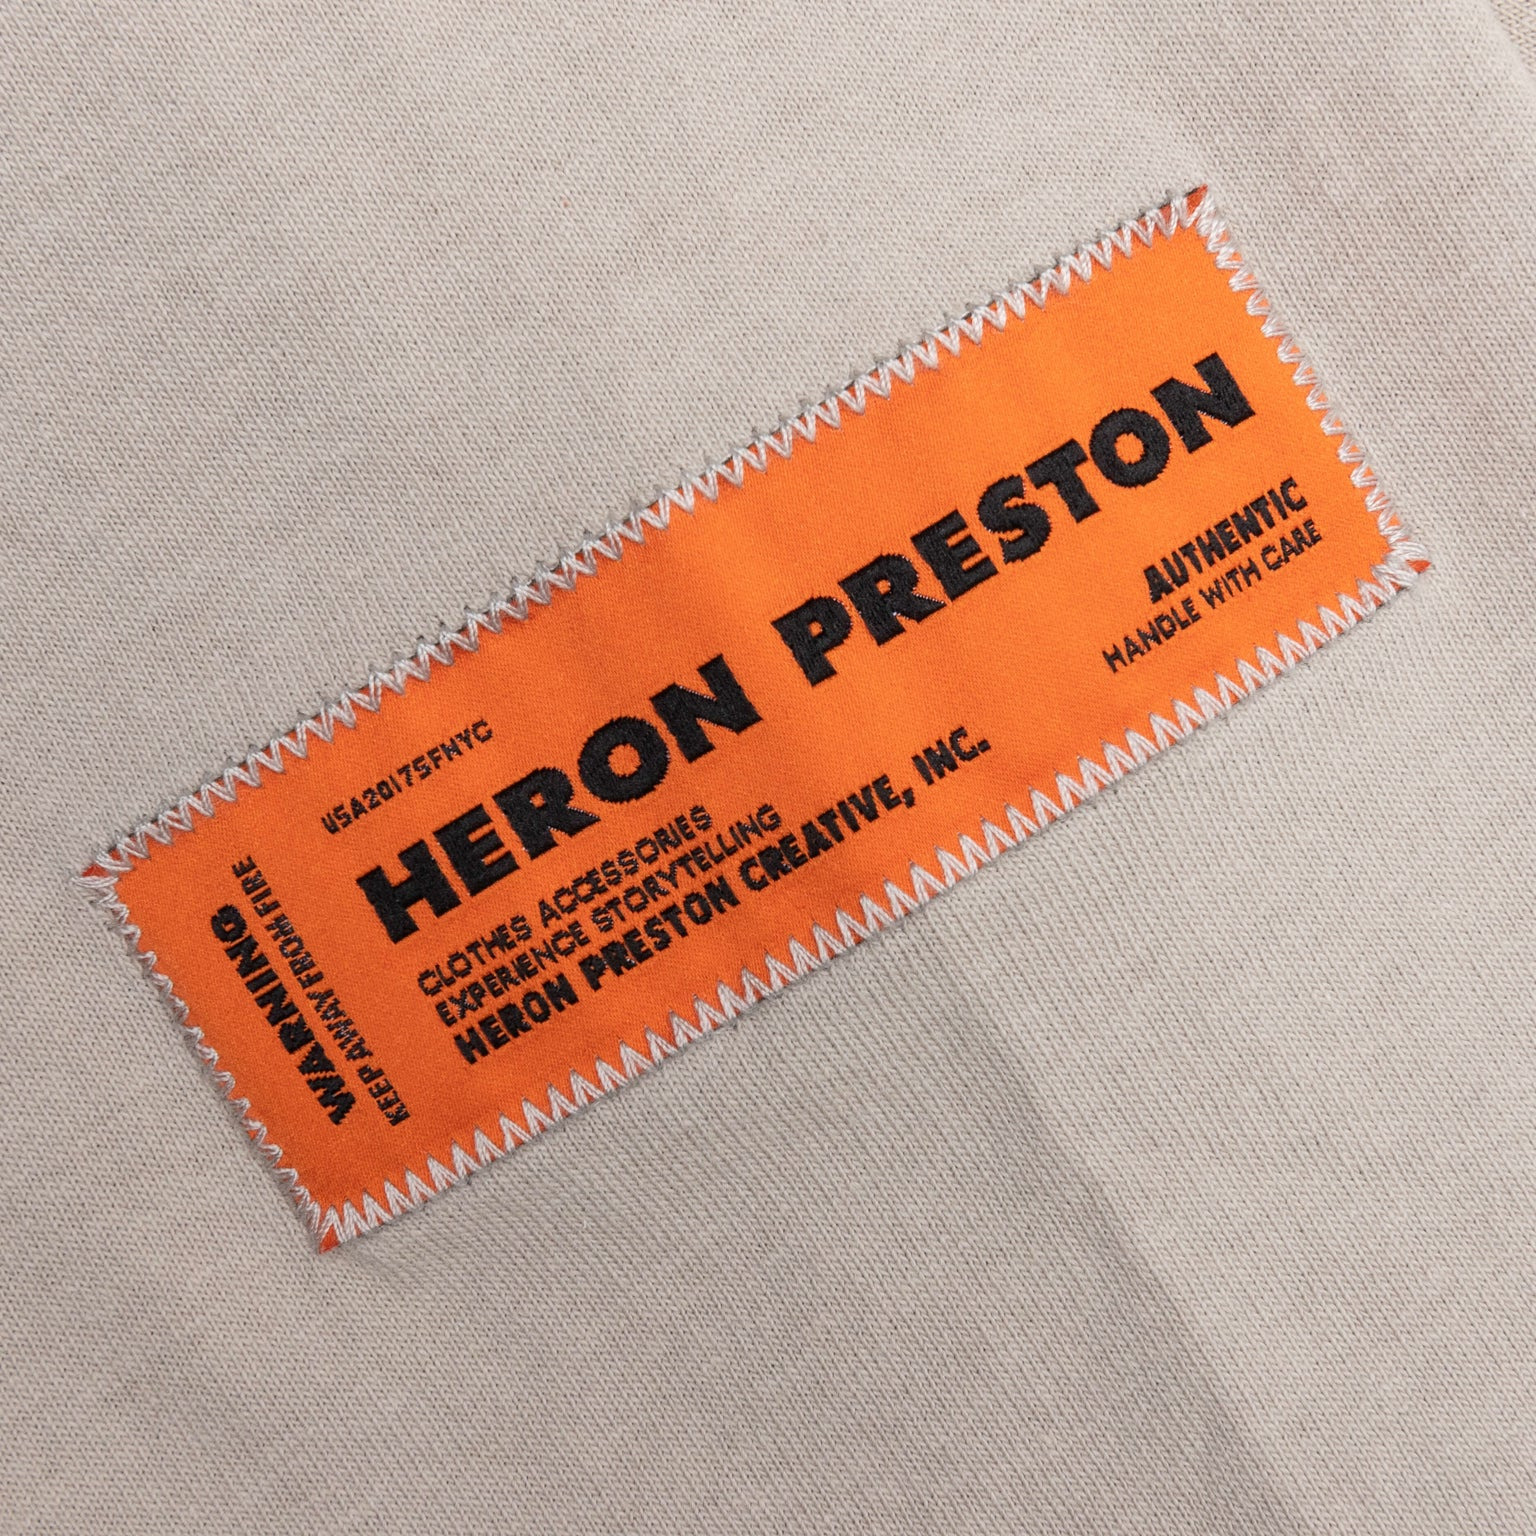 WARNING
KEEP AWAY FROM FIRE
USA2017SFNYC
HERON PRESTON
CLOTHES ACCESSORIES
EXPERIENCE STORYTELLING
HERON PRESTON CREATIVE, INC.
AUTHENTIC
HANDLE WITH CARE